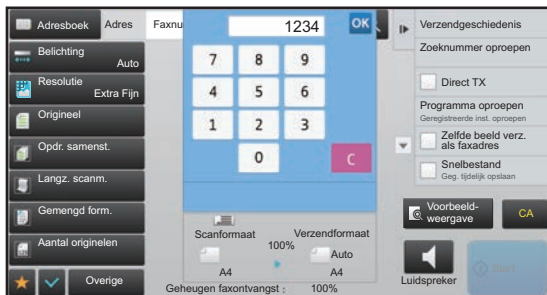 Adresboek
Adres
Faxnu
1234
OK
Verzendgeschiedenis
Zoeknummer oproepen
Belichting
Auto
7 8 9
Direct TX
Resolutie
Extra Fijn
4 5 6
Programma oproepen
Geregistreerde inst. oproepen
Origineel
1 2 3
Zelfde beeld verz.
als faxadres
Opdr. samenst.
0 C
Snelbestand
Geg. tijdelijk opslaan
Langz. scanm.
Gemengd form.
Voorbeeld-
weergave
CA
Scanformaat
Verzendformaat
100%
Auto
Aantal originelen
A4
A4
Overige
Geheugen faxontvangst : 100%
Luidspreker
Start